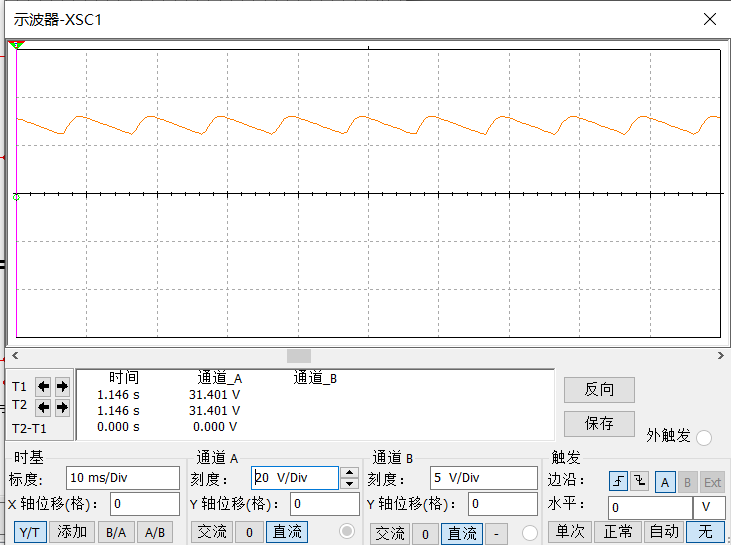 示波器-XSC1
时间 通道_A 通道_B
T1 1.146 s 31.401 V
T2 1.146 s 31.401 V
T2-T1 0.000 s 0.000 V
反向
保存
外触发
时基
标度: 10 ms/Div
X 轴位移(格): 0
Y/T 添加 B/A A/B
通道 A
刻度: 20 V/Div
Y 轴位移(格): 0
交流 0 直流
通道 B
刻度: 5 V/Div
Y 轴位移(格): 0
交流 0 直流 -
触发
边沿: A B Ext
水平: 0 V
单次 正常 自动 无